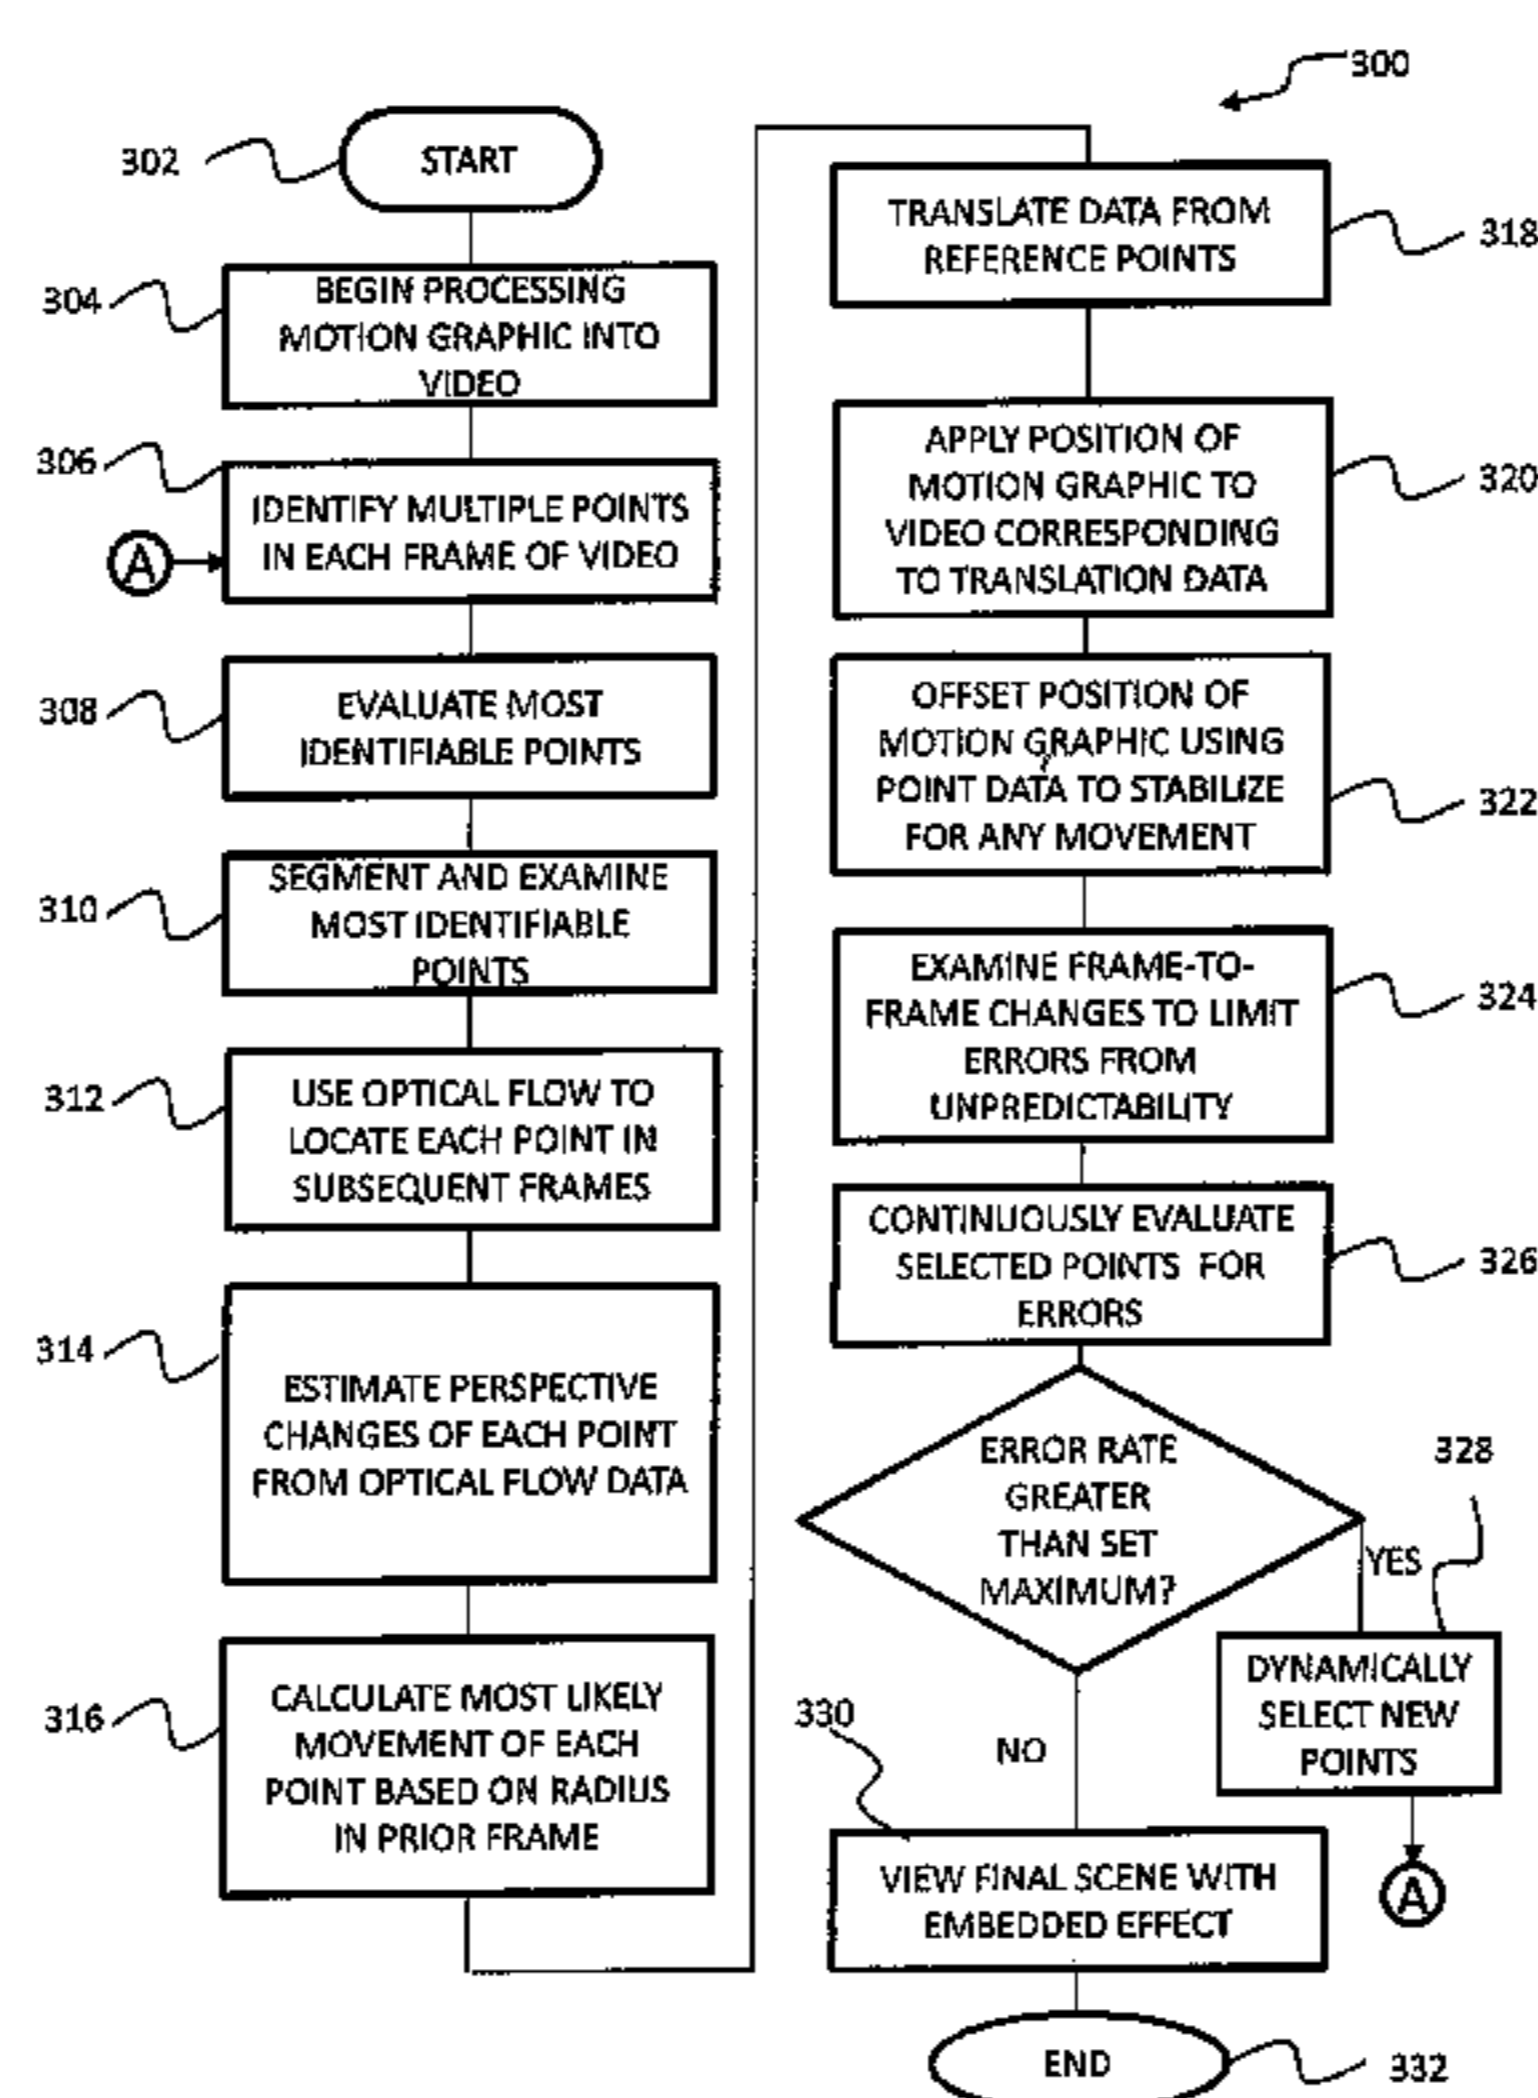 300
302
START
304
BEGIN PROCESSING
MOTION GRAPHIC INTO
VIDEO
306
IDENTIFY MULTIPLE POINTS
IN EACH FRAME OF VIDEO
A
308
EVALUATE MOST
IDENTIFIABLE POINTS
310
SEGMENT AND EXAMINE
MOST IDENTIFIABLE
POINTS
312
USE OPTICAL FLOW TO
LOCATE EACH POINT IN
SUBSEQUENT FRAMES
314
ESTIMATE PERSPECTIVE
CHANGES OF EACH POINT
FROM OPTICAL FLOW DATA
316
CALCULATE MOST LIKELY
MOVEMENT OF EACH
POINT BASED ON RADIUS
IN PRIOR FRAME
TRANSLATE DATA FROM
REFERENCE POINTS
318
APPLY POSITION OF
MOTION GRAPHIC TO
VIDEO CORRESPONDING
TO TRANSLATION DATA
320
OFFSET POSITION OF
MOTION GRAPHIC USING
POINT DATA TO STABILIZE
FOR ANY MOVEMENT
322
EXAMINE FRAME-TO-
FRAME CHANGES TO LIMIT
ERRORS FROM
UNPREDICTABILITY
324
CONTINUOUSLY EVALUATE
SELECTED POINTS FOR
ERRORS
326
ERROR RATE
GREATER
THAN SET
MAXIMUM?
YES
328
DYNAMICALLY
SELECT NEW
POINTS
A
NO
330
VIEW FINAL SCENE WITH
EMBEDDED EFFECT
END
332